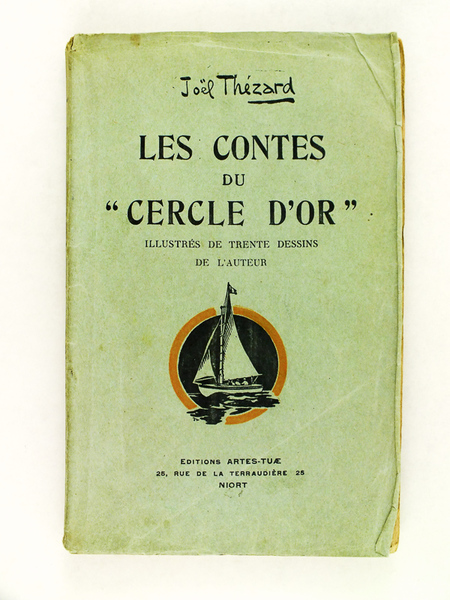 Joël Thézard
LES CONTES
DU
“ CERCLE D'OR ”
ILLUSTRÉS DE TRENTE DESSINS
DE L'AUTEUR
EDITIONS ARTES-TUÆ
25, RUE DE LA TERRAUDIÈRE 25
NIORT